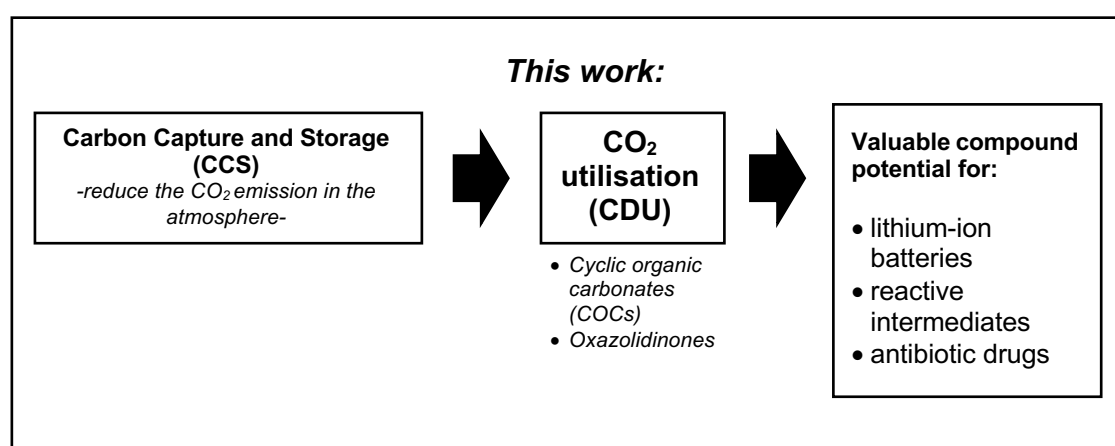 This work:
Carbon Capture and Storage
(CCS)
-reduce the CO₂ emission in the
atmosphere-
CO₂
utilisation
(CDU)
• Cyclic organic
carbonates
(COCs)
• Oxazolidinones
Valuable compound
potential for:
• lithium-ion
batteries
• reactive
intermediates
• antibiotic drugs